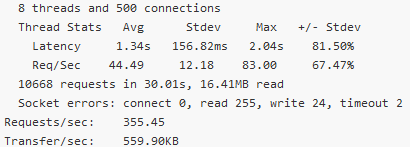 8 threads and 500 connections
Thread Stats   Avg      Stdev     Max   +/- Stdev
Latency     1.34s   156.82ms   2.04s    81.50%
Req/Sec    44.49     12.18    83.00     67.47%
10668 requests in 30.01s, 16.41MB read
Socket errors: connect 0, read 255, write 24, timeout 2
Requests/sec:    355.45
Transfer/sec:    559.90KB